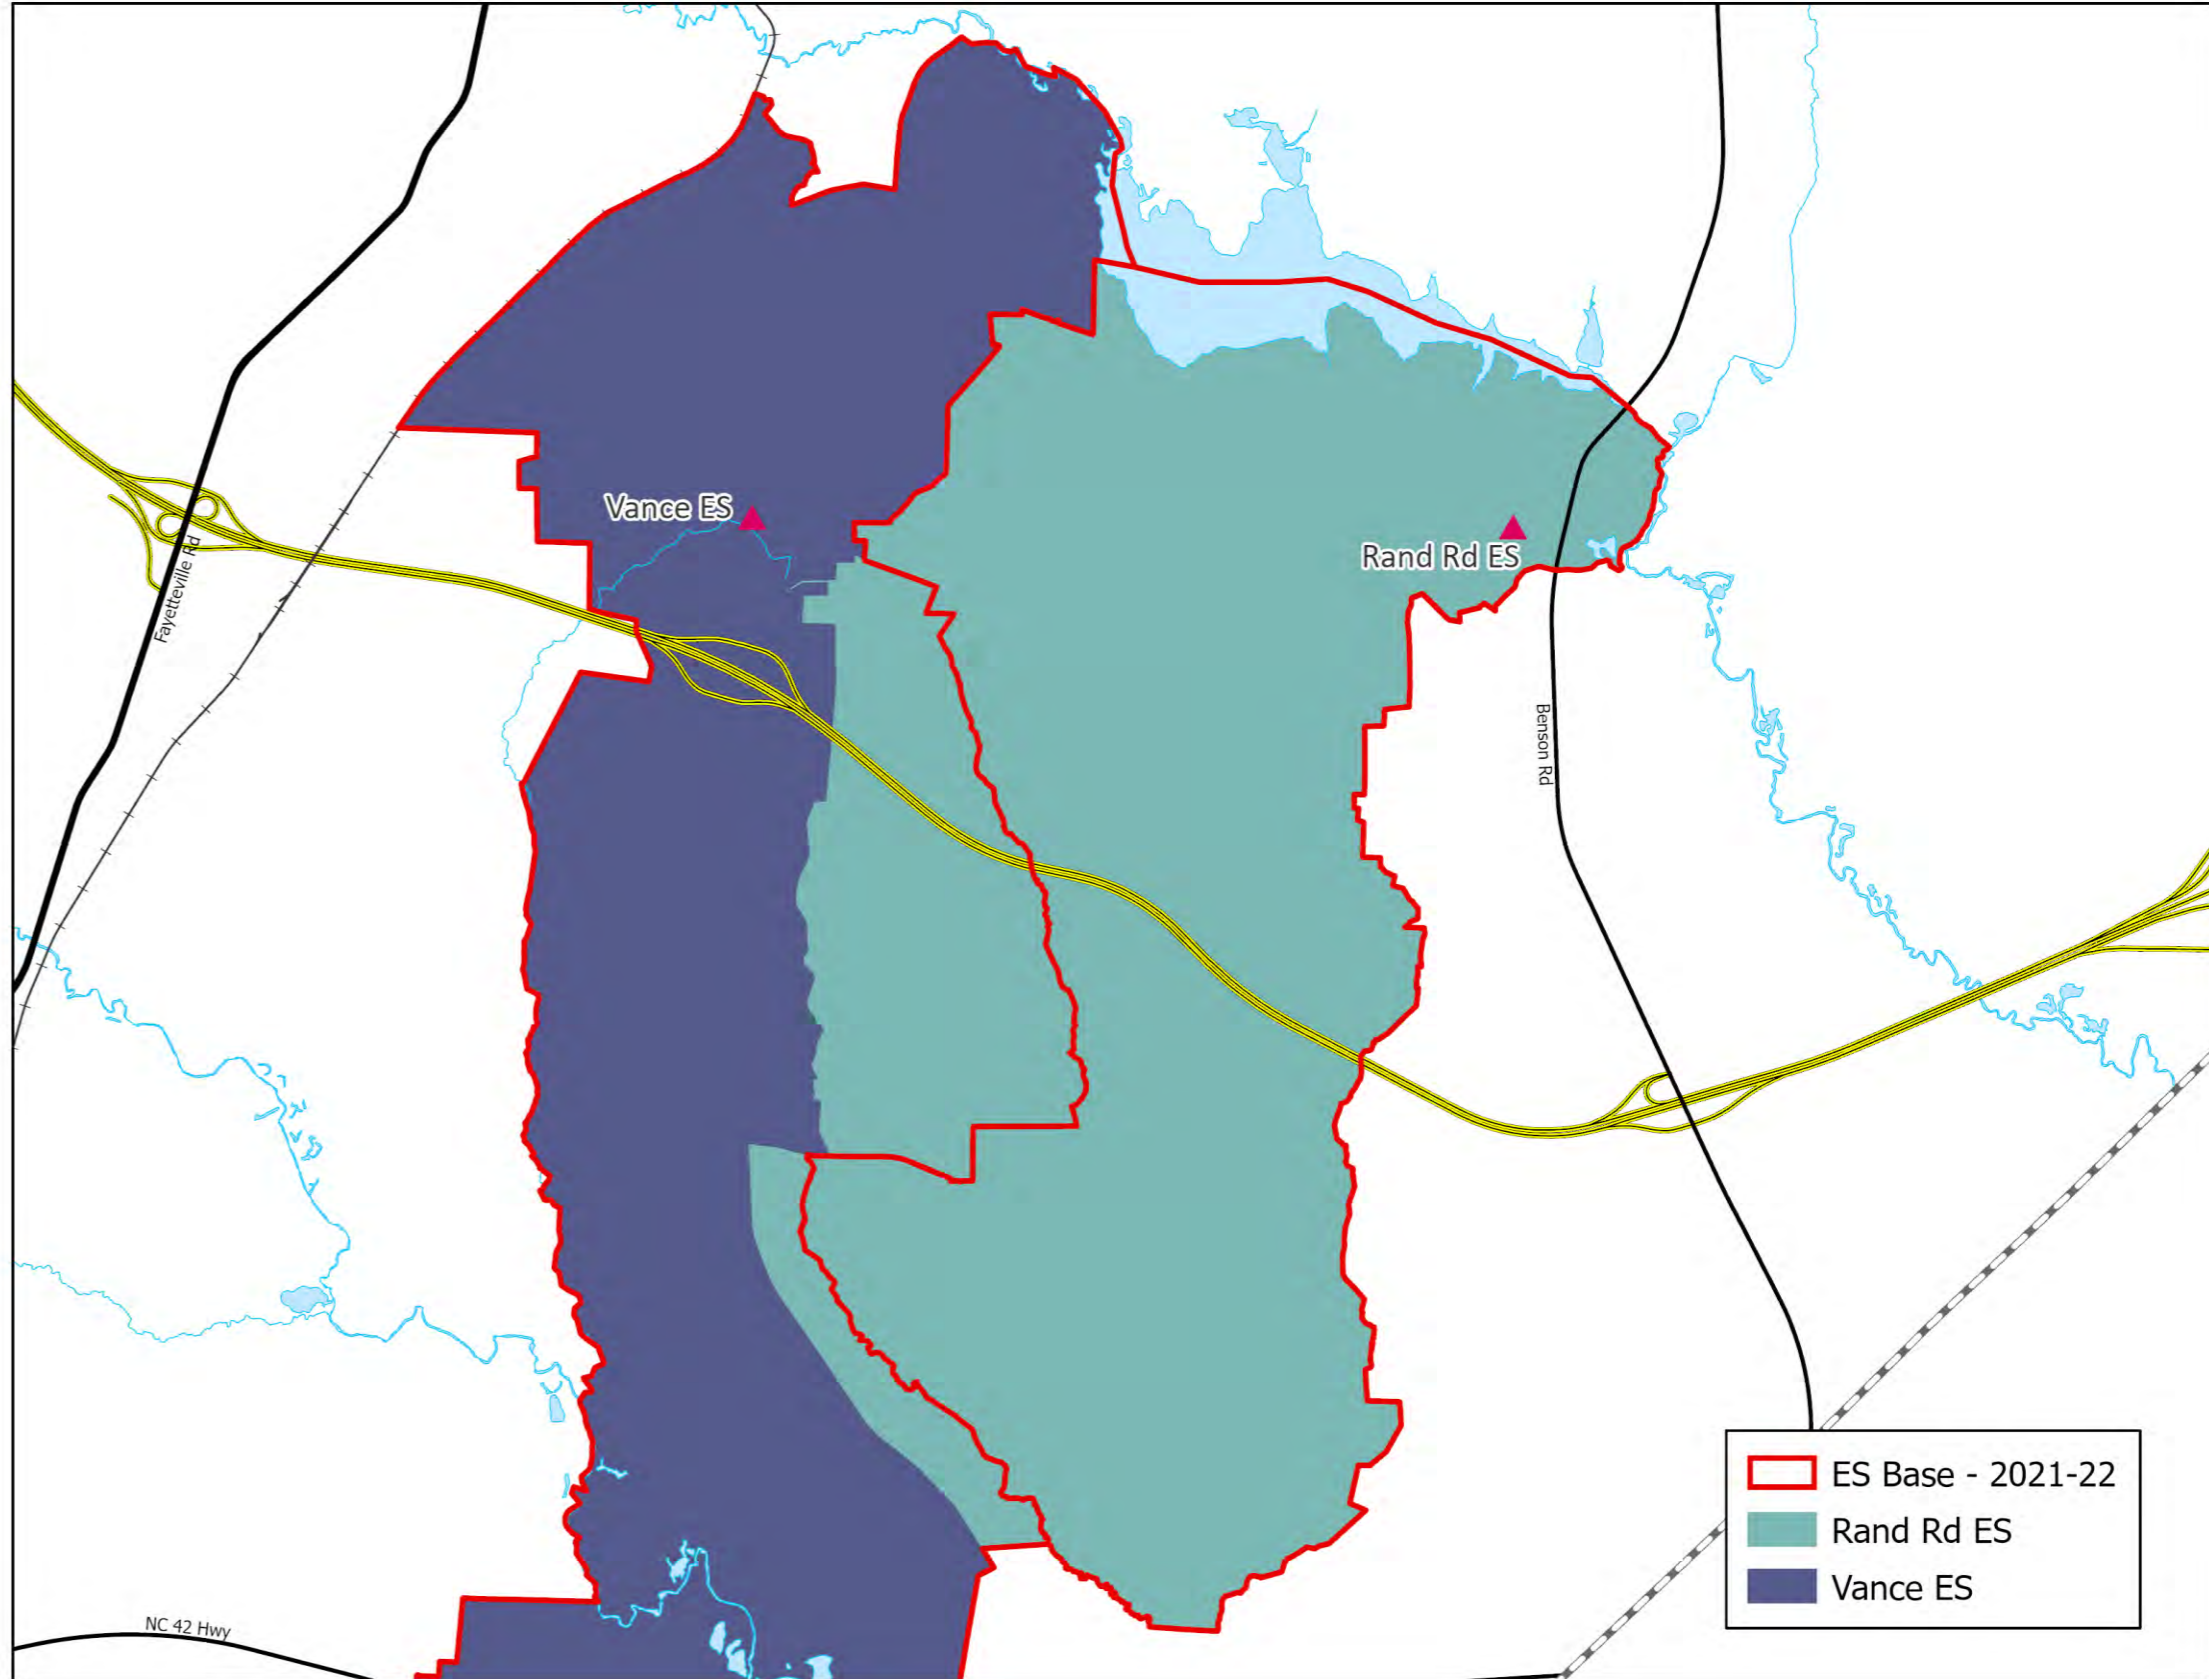 Vance ES
Rand Rd ES
Fayetteville Rd
Benson Rd
ES Base - 2021-22
Rand Rd ES
Vance ES
NC 42 Hwy